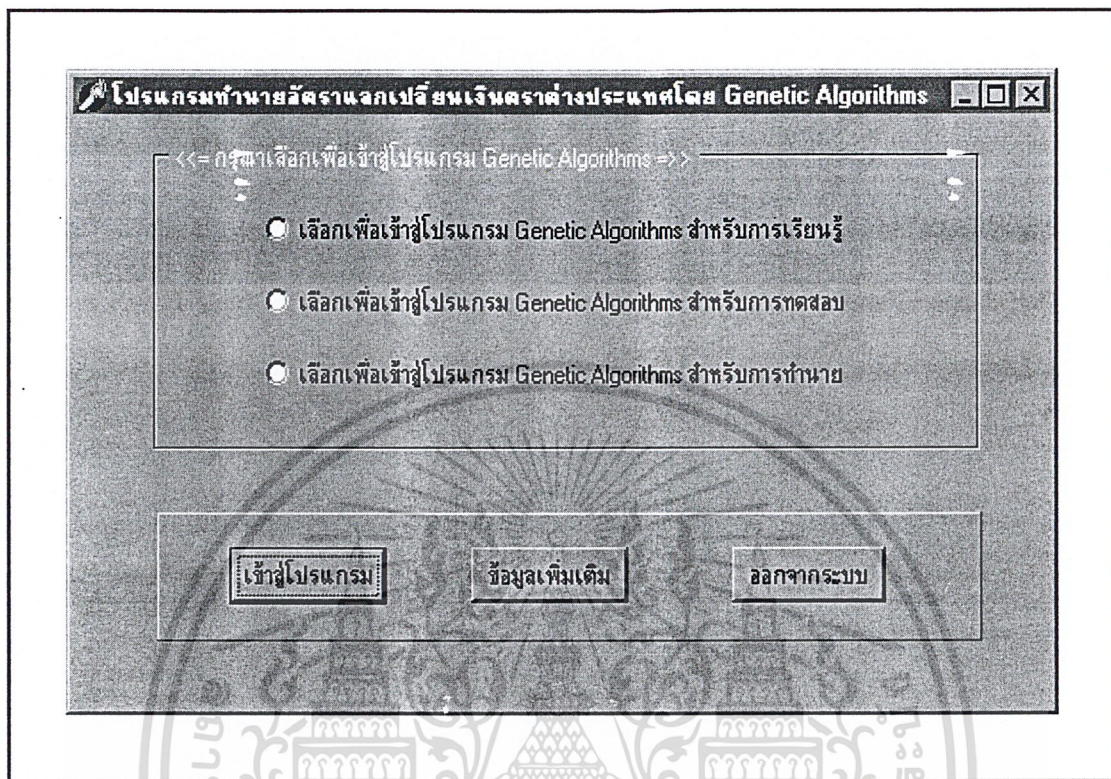 โปรแกรมทำนายอัตราแลกเปลี่ยนเงินตราต่างประเทศโดย Genetic Algorithms
<<= กรุณาเลือกเพื่อเข้าสู่โปรแกรม Genetic Algorithms =>>
เลือกเพื่อเข้าสู่โปรแกรม Genetic Algorithms สำหรับการเรียนรู้
เลือกเพื่อเข้าสู่โปรแกรม Genetic Algorithms สำหรับการทดสอบ
เลือกเพื่อเข้าสู่โปรแกรม Genetic Algorithms สำหรับการทำนาย
เข้าสู่โปรแกรม
ข้อมูลเพิ่มเติม
ออกจากระบบ